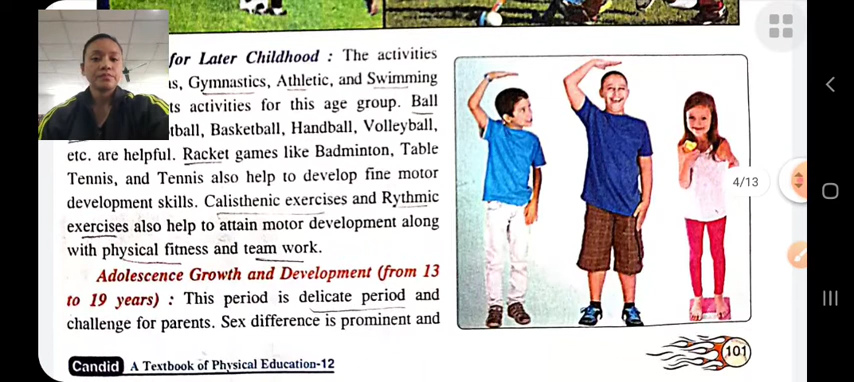 for Later Childhood : The activities
s, Gymnastics, Athletic, and Swimming
ts activities for this age group. Ball
tball, Basketball, Handball, Volleyball,
etc. are helpful. Racket games like Badminton, Table
Tennis, and Tennis also help to develop fine motor
development skills. Calisthenic exercises and Rythmic
exercises also help to attain motor development along
with physical fitness and team work.
Adolescence Growth and Development (from 13
to 19 years) : This period is delicate period and
challenge for parents. Sex difference is prominent and
Candid A Textbook of Physical Education-12
101
4/13